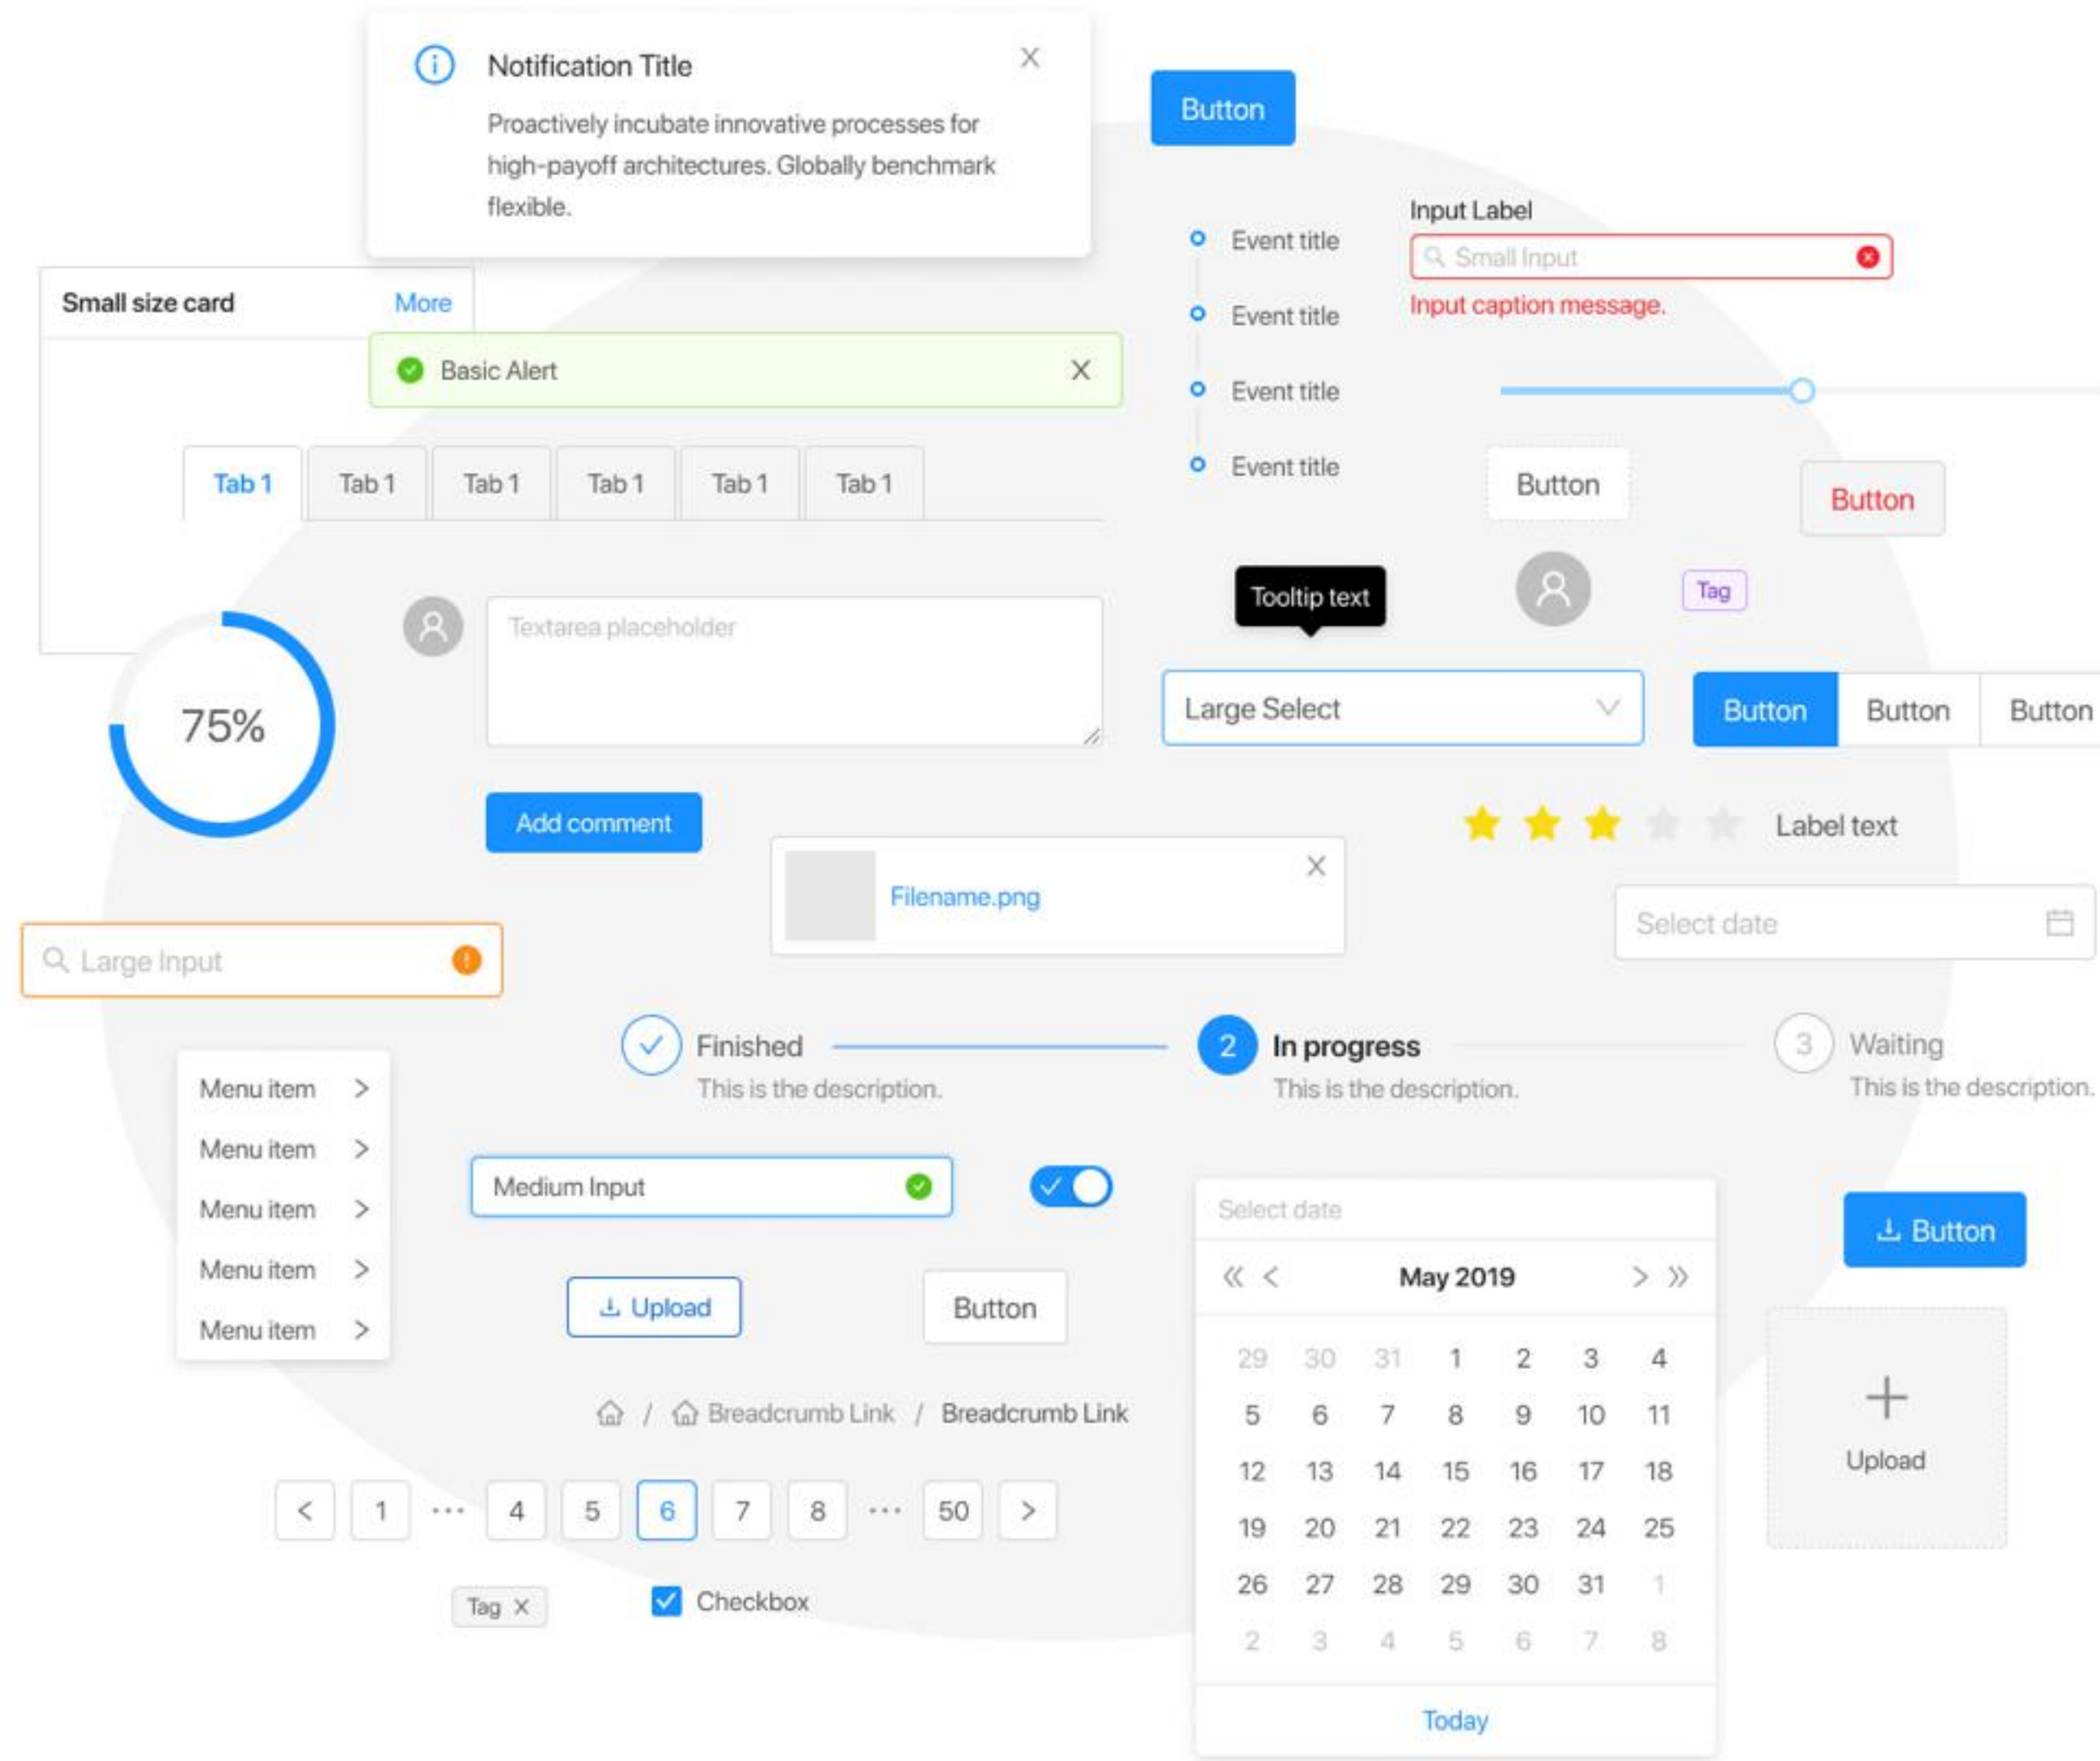 Notification Title
Proactively incubate innovative processes for
high-payoff architectures. Globally benchmark
flexible.
Button
Input Label
Small Input
Input caption message.
Event title
Event title
Event title
Event title
Small size card More
Basic Alert
Tab 1 Tab 1 Tab 1 Tab 1 Tab 1 Tab 1
Button
Button
Tooltip text
Tag
Textarea placeholder
75%
Large Select
Button Button Button
Add comment
Label text
Filename.png
Select date
Large Input
Finished
This is the description.
2 In progress
This is the description.
3 Waiting
This is the description.
Menu item
Menu item
Menu item
Menu item
Menu item
Medium Input
Upload
Button
/ Breadcrumb Link / Breadcrumb Link
< 1 ··· 4 5 6 7 8 ··· 50 >
Tag X
Checkbox
Select date
« < May 2019 > »
29 30 31 1 2 3 4
5 6 7 8 9 10 11
12 13 14 15 16 17 18
19 20 21 22 23 24 25
26 27 28 29 30 31 1
2 3 4 5 6 7 8
Today
Button
Upload